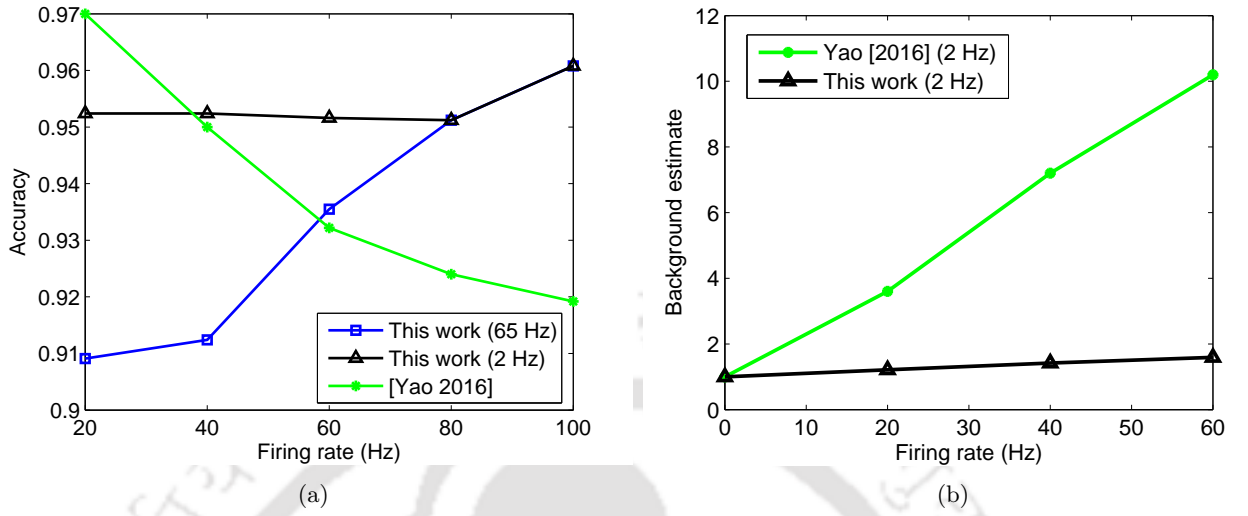 0.97
0.96
0.95
0.94
0.93
0.92
0.91
0.9
20 40 60 80 100
Accuracy
Firing rate (Hz)
This work (65 Hz)
This work (2 Hz)
[Yao 2016]
(a)
12
10
8
6
4
2
0
0 10 20 30 40 50 60
Background estimate
Firing rate (Hz)
Yao [2016] (2 Hz)
This work (2 Hz)
(b)